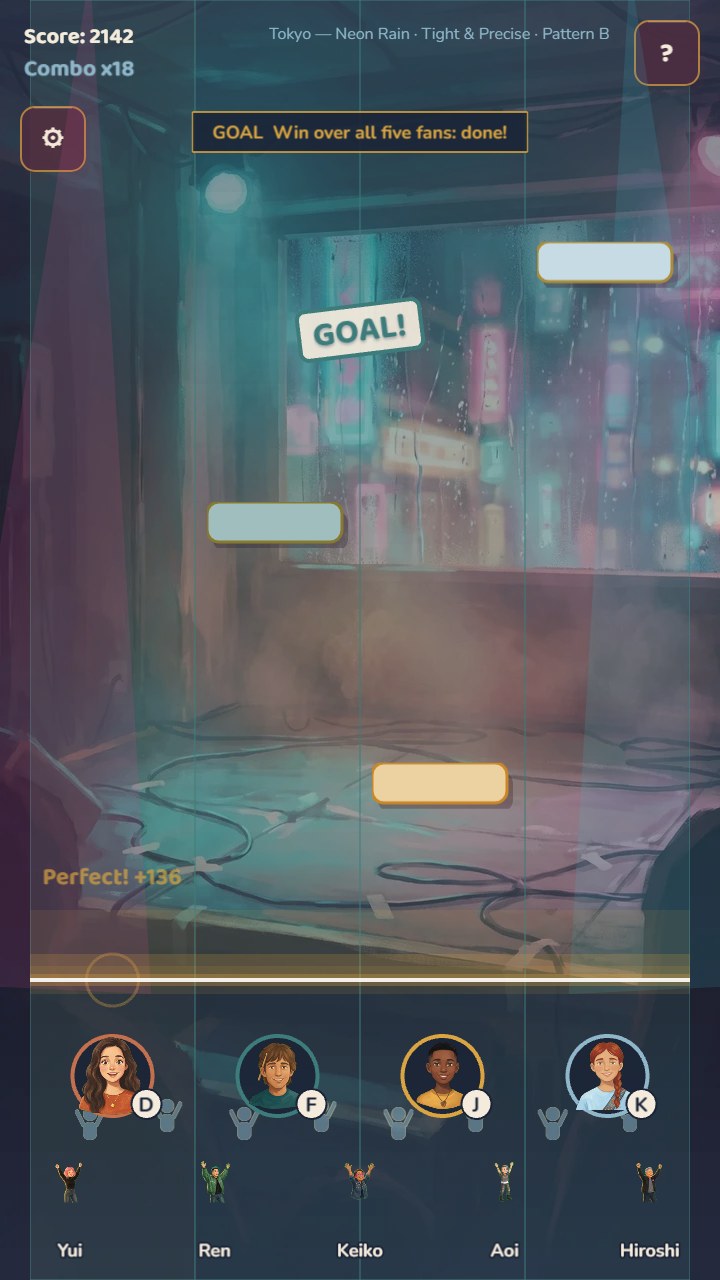 Score: 2142
Tokyo — Neon Rain · Tight & Precise · Pattern B
?
Combo x18
GOAL Win over all five fans: done!
GOAL!
Perfect! +136
D
F
J
K
Yui
Ren
Keiko
Aoi
Hiroshi